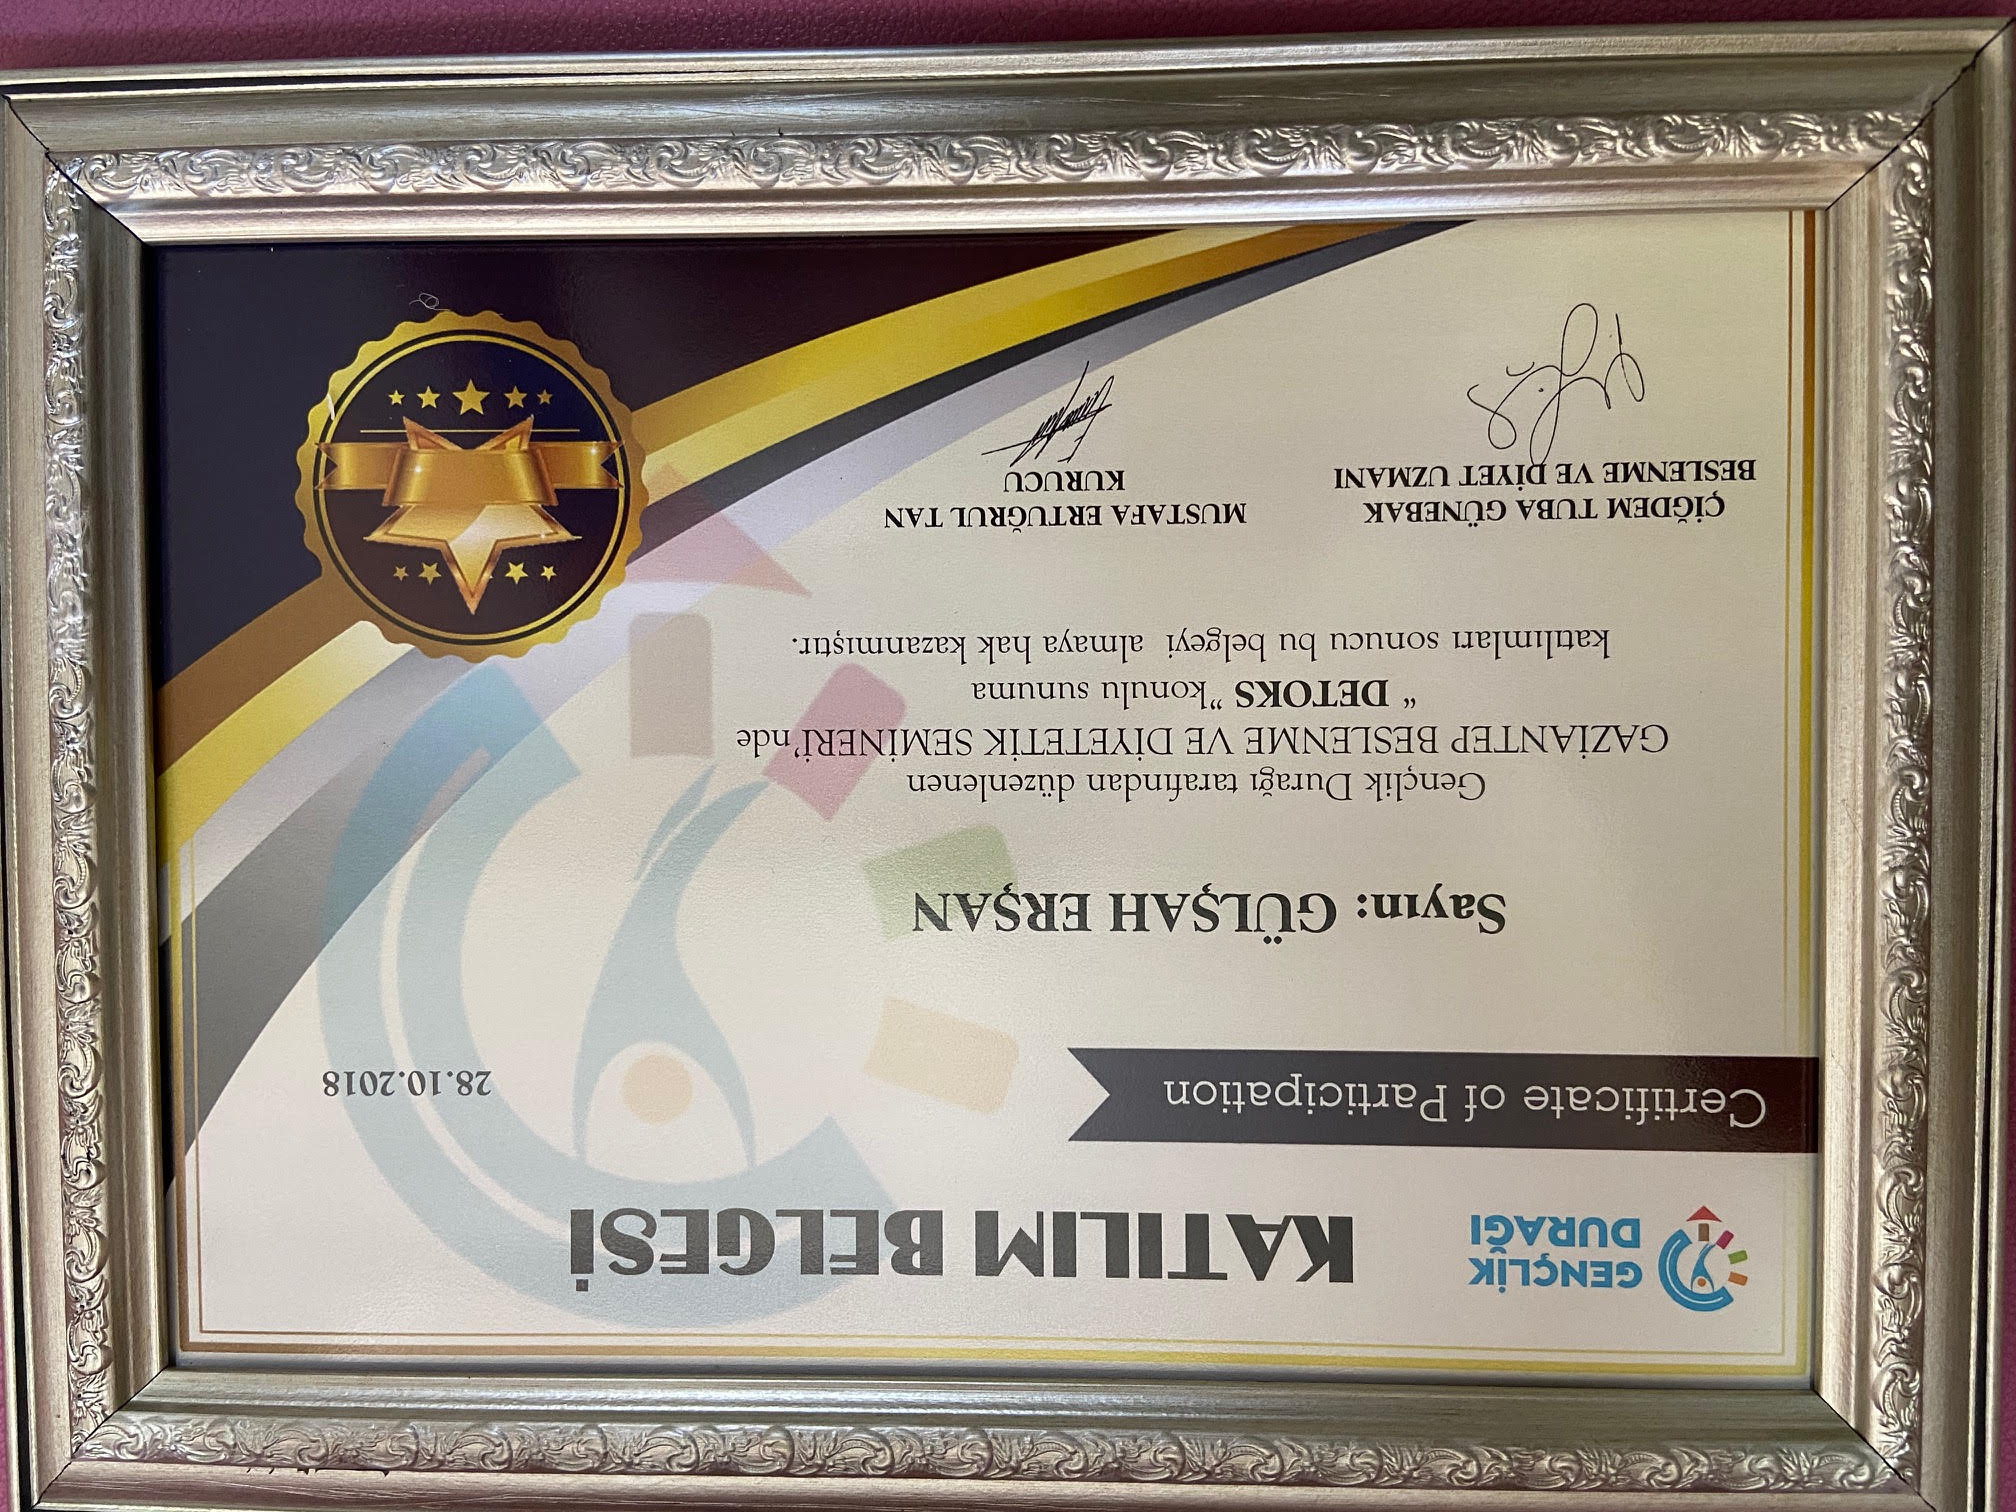 GENÇLİK
DURAĞI
KATILIM BELGESİ
Certificate of Participation
28.10.2018
Sayın: GÜLŞAH ERŞAN
Gençlik Durağı tarafından düzenlenen
GAZİANTEP BESLENME VE DİYETETİK SEMİNERİ'nde
“ DETOKS ”konulu sunuma
katılımları sonucu bu belgeyi almaya hak kazanmıştır.
ÇİĞDEM TUBA GÜNEBAK
BESLENME VE DİYET UZMANI
MUSTAFA ERTUĞRUL TAN
KURUCU